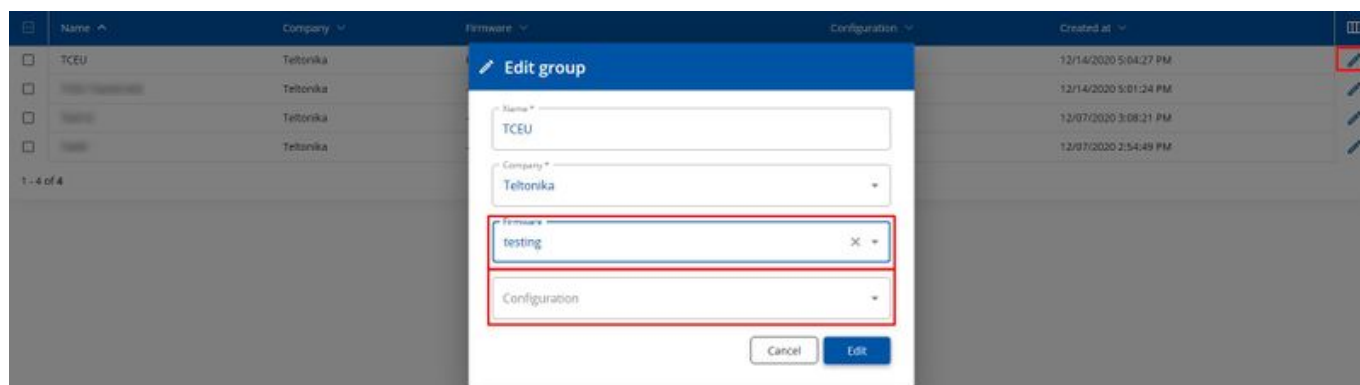 Name Company Firmware Configuration Created at
TCEU Teltonika 12/14/2020 5:04:27 PM
Teltonika 12/14/2020 5:01:24 PM
Teltonika 12/07/2020 3:08:21 PM
Teltonika 12/07/2020 2:54:49 PM
1 - 4 of 4
Edit group
Name *
TCEU
Company *
Teltonika
Firmware
testing
Configuration
Cancel Edit